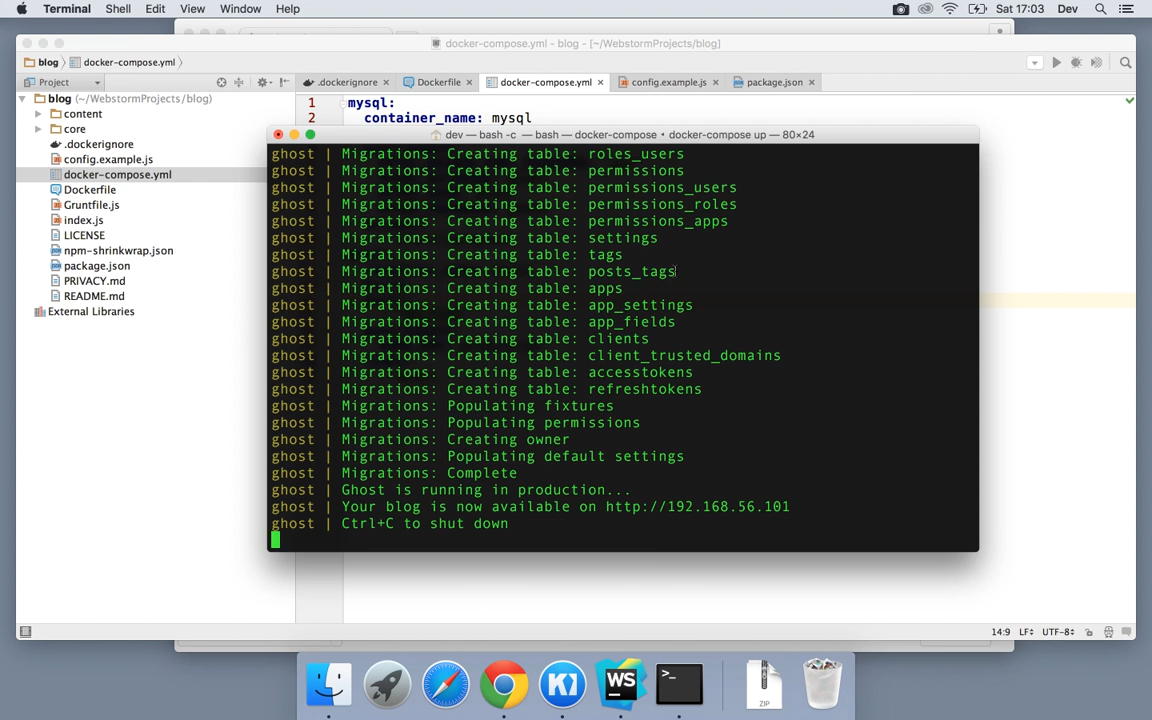 Terminal Shell Edit View Window Help Sat 17:03 Dev
docker-compose.yml - blog - [~/WebstormProjects/blog]
blog docker-compose.yml
Project .dockerignore Dockerfile docker-compose.yml config.example.js package.json
blog (~/WebstormProjects/blog)
content
core
.dockerignore
config.example.js
docker-compose.yml
Dockerfile
Gruntfile.js
index.js
LICENSE
npm-shrinkwrap.json
package.json
PRIVACY.md
README.md
External Libraries
1 mysql:
2 container_name: mysql
dev — bash -c — bash — docker-compose • docker-compose up — 80×24
ghost | Migrations: Creating table: roles_users
ghost | Migrations: Creating table: permissions
ghost | Migrations: Creating table: permissions_users
ghost | Migrations: Creating table: permissions_roles
ghost | Migrations: Creating table: permissions_apps
ghost | Migrations: Creating table: settings
ghost | Migrations: Creating table: tags
ghost | Migrations: Creating table: posts_tags
ghost | Migrations: Creating table: apps
ghost | Migrations: Creating table: app_settings
ghost | Migrations: Creating table: app_fields
ghost | Migrations: Creating table: clients
ghost | Migrations: Creating table: client_trusted_domains
ghost | Migrations: Creating table: accesstokens
ghost | Migrations: Creating table: refreshtokens
ghost | Migrations: Populating fixtures
ghost | Migrations: Populating permissions
ghost | Migrations: Creating owner
ghost | Migrations: Populating default settings
ghost | Migrations: Complete
ghost | Ghost is running in production...
ghost | Your blog is now available on http://192.168.56.101
ghost | Ctrl+C to shut down
14:9 LF UTF-8
WS
>_
ZIP